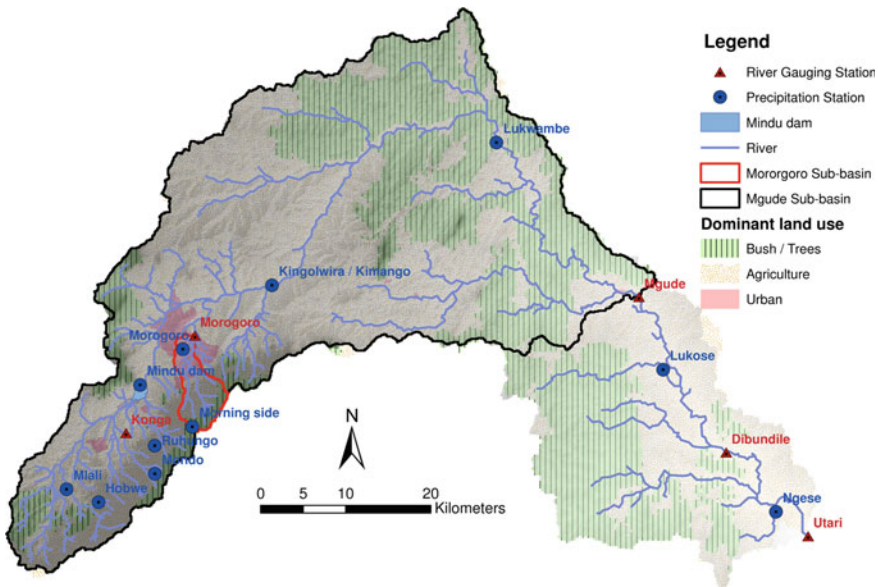 Legend
River Gauging Station
Precipitation Station
Mindu dam
River
Mororgoro Sub-basin
Mgude Sub-basin
Dominant land use
Bush / Trees
Agriculture
Urban
Lukwambe
Kingolwira / Kimango
Mgude
Morogoro
Morogoro
Lukose
Mindu dam
Morning side
Konga
Ruhungo
Mondo
Mlali
Hobwe
Dibundile
Ngese
Utari
N
0 5 10 20
Kilometers